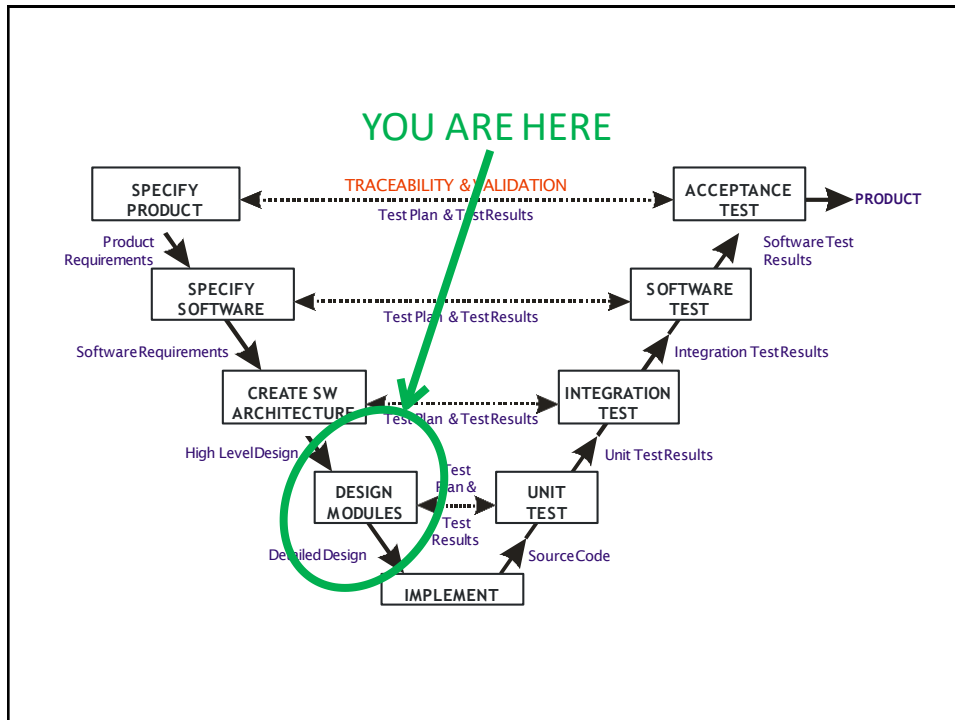 YOU ARE HERE
SPECIFY
PRODUCT
TRACEABILITY & VALIDATION
Test Plan & Test Results
ACCEPTANCE
TEST
PRODUCT
Product
Requirements
Software Test
Results
SPECIFY
SOFTWARE
Test Plan & Test Results
SOFTWARE
TEST
Software Requirements
Integration Test Results
CREATE SW
ARCHITECTURE
Test Plan & Test Results
INTEGRATION
TEST
High Level Design
Unit Test Results
DESIGN
MODULES
Test
Plan &
Test
Results
UNIT
TEST
Detailed Design
Source Code
IMPLEMENT